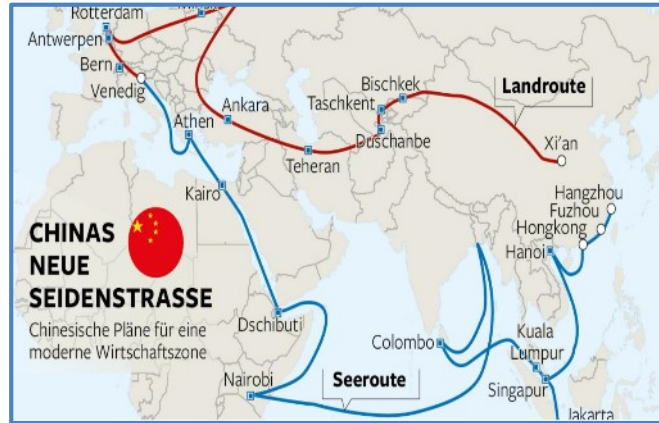 Rotterdam
Antwerpen
Bern
Venedig
Athen
Ankara
Teheran
Taschkent
Bischkek
Duschanbe
Landroute
Xi'an
Kairo
Hangzhou
Fuzhou
Hongkong
Hanoi
CHINAS
NEUE
SEIDENSTRASSE
Chinesische Pläne für eine
moderne Wirtschaftszone
Dschibuti
Nairobi
Seeroute
Colombo
Kuala
Lumpur
Singapur
Jakarta